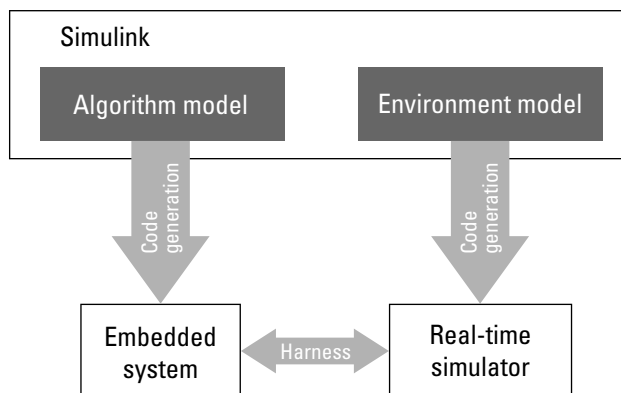 Simulink
Algorithm model
Environment model
Code
generation
Code
generation
Embedded
system
Harness
Real-time
simulator